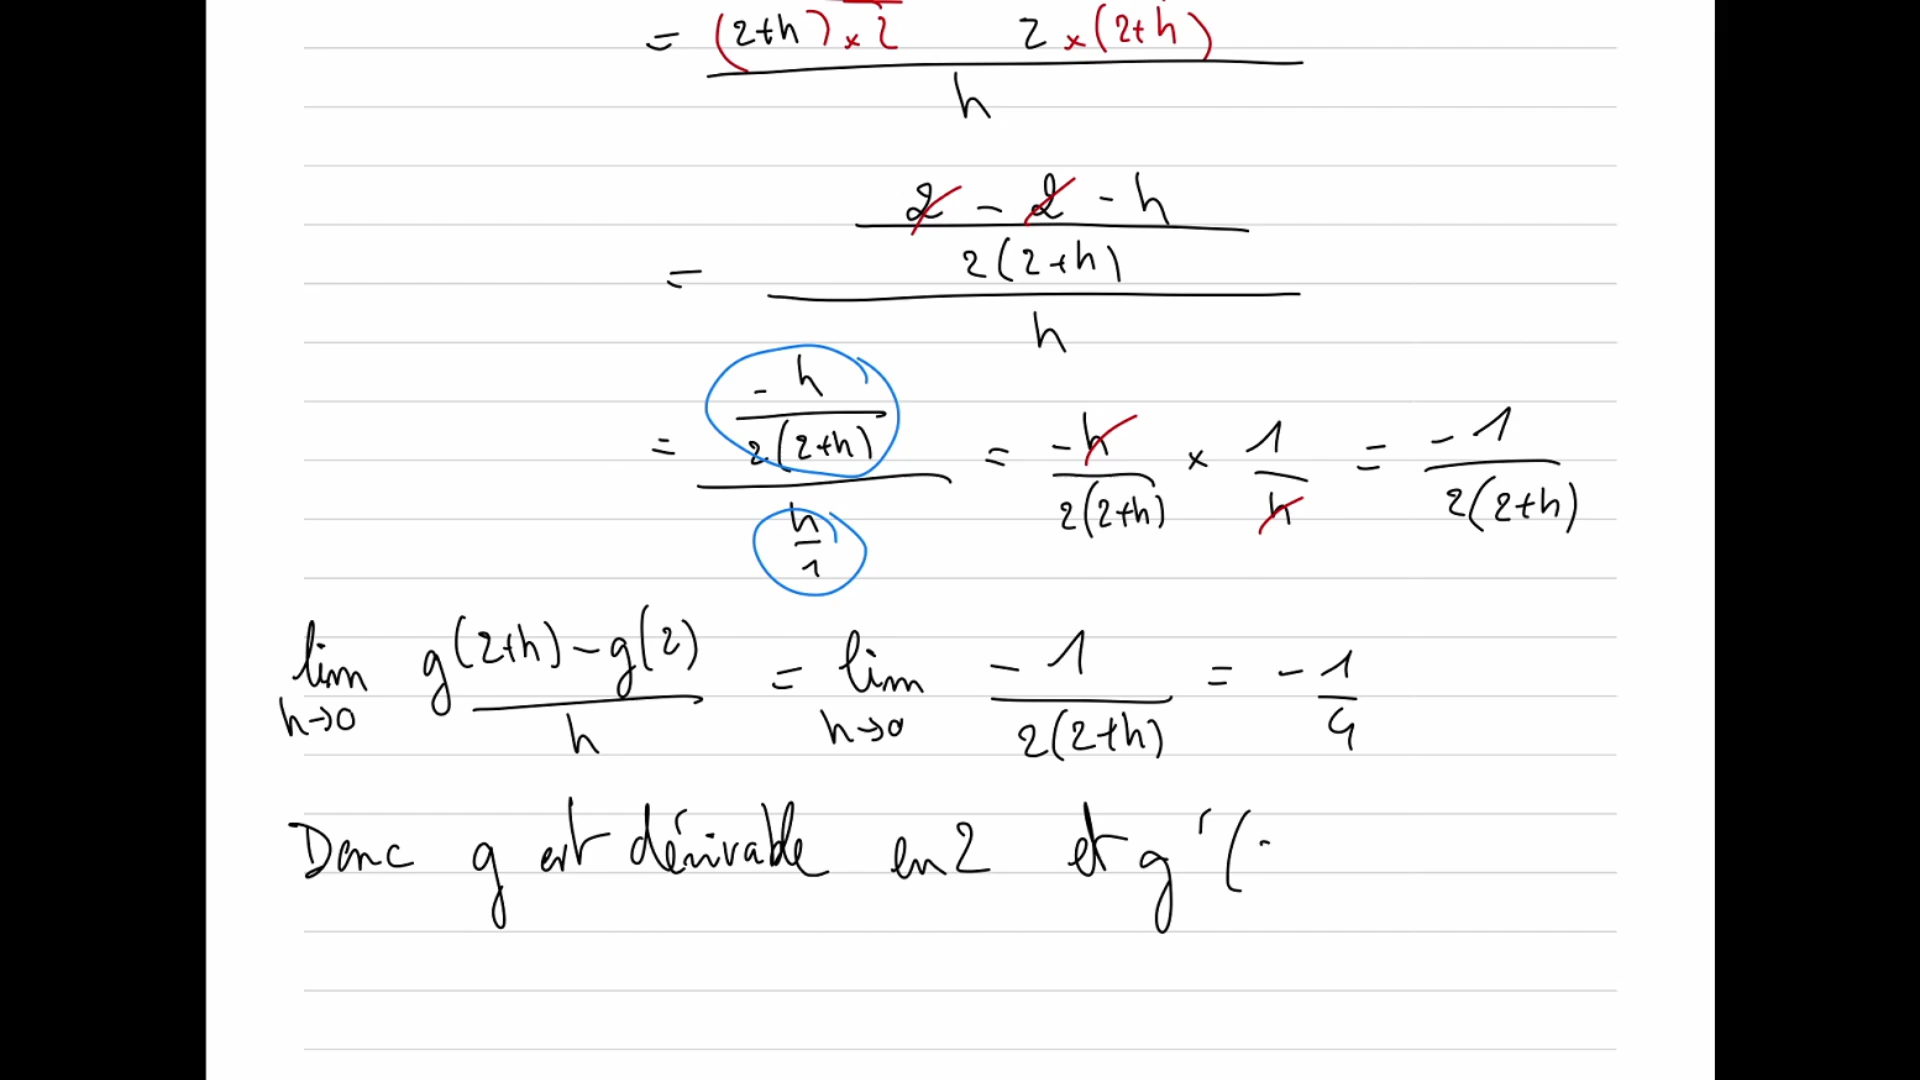 = (2+h) × 2   2 × (2+h)
h
2 - 2 - h
2(2+h)
=
h
= -h / 2(2+h) / h/1 = -h / 2(2+h) × 1/h = -1 / 2(2+h)
lim h→0 g(2+h)-g(2) / h = lim h→0 -1 / 2(2+h) = -1/4
Donc g est dérivable en 2 et g'(